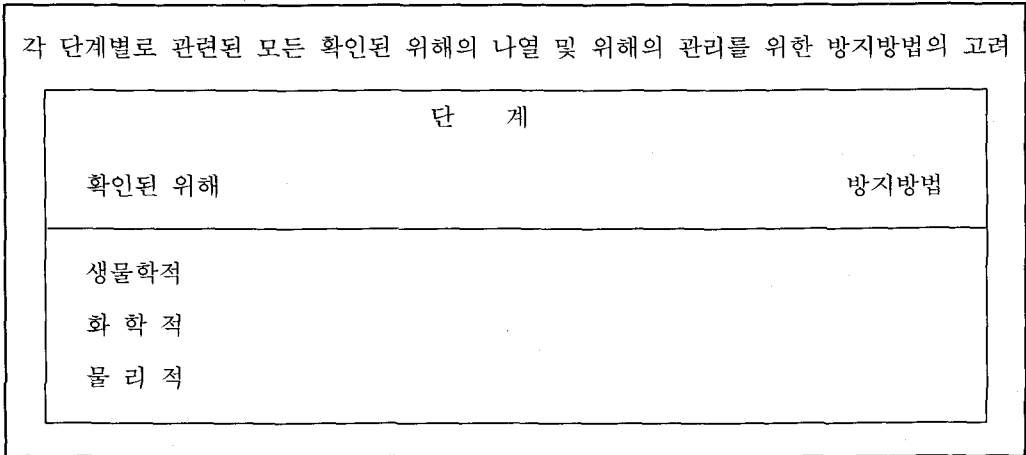 각 단계별로 관련된 모든 확인된 위해의 나열 및 위해의 관리를 위한 방지방법의 고려
단 계
확인된 위해 방지방법
생물학적
화 학 적
물 리 적